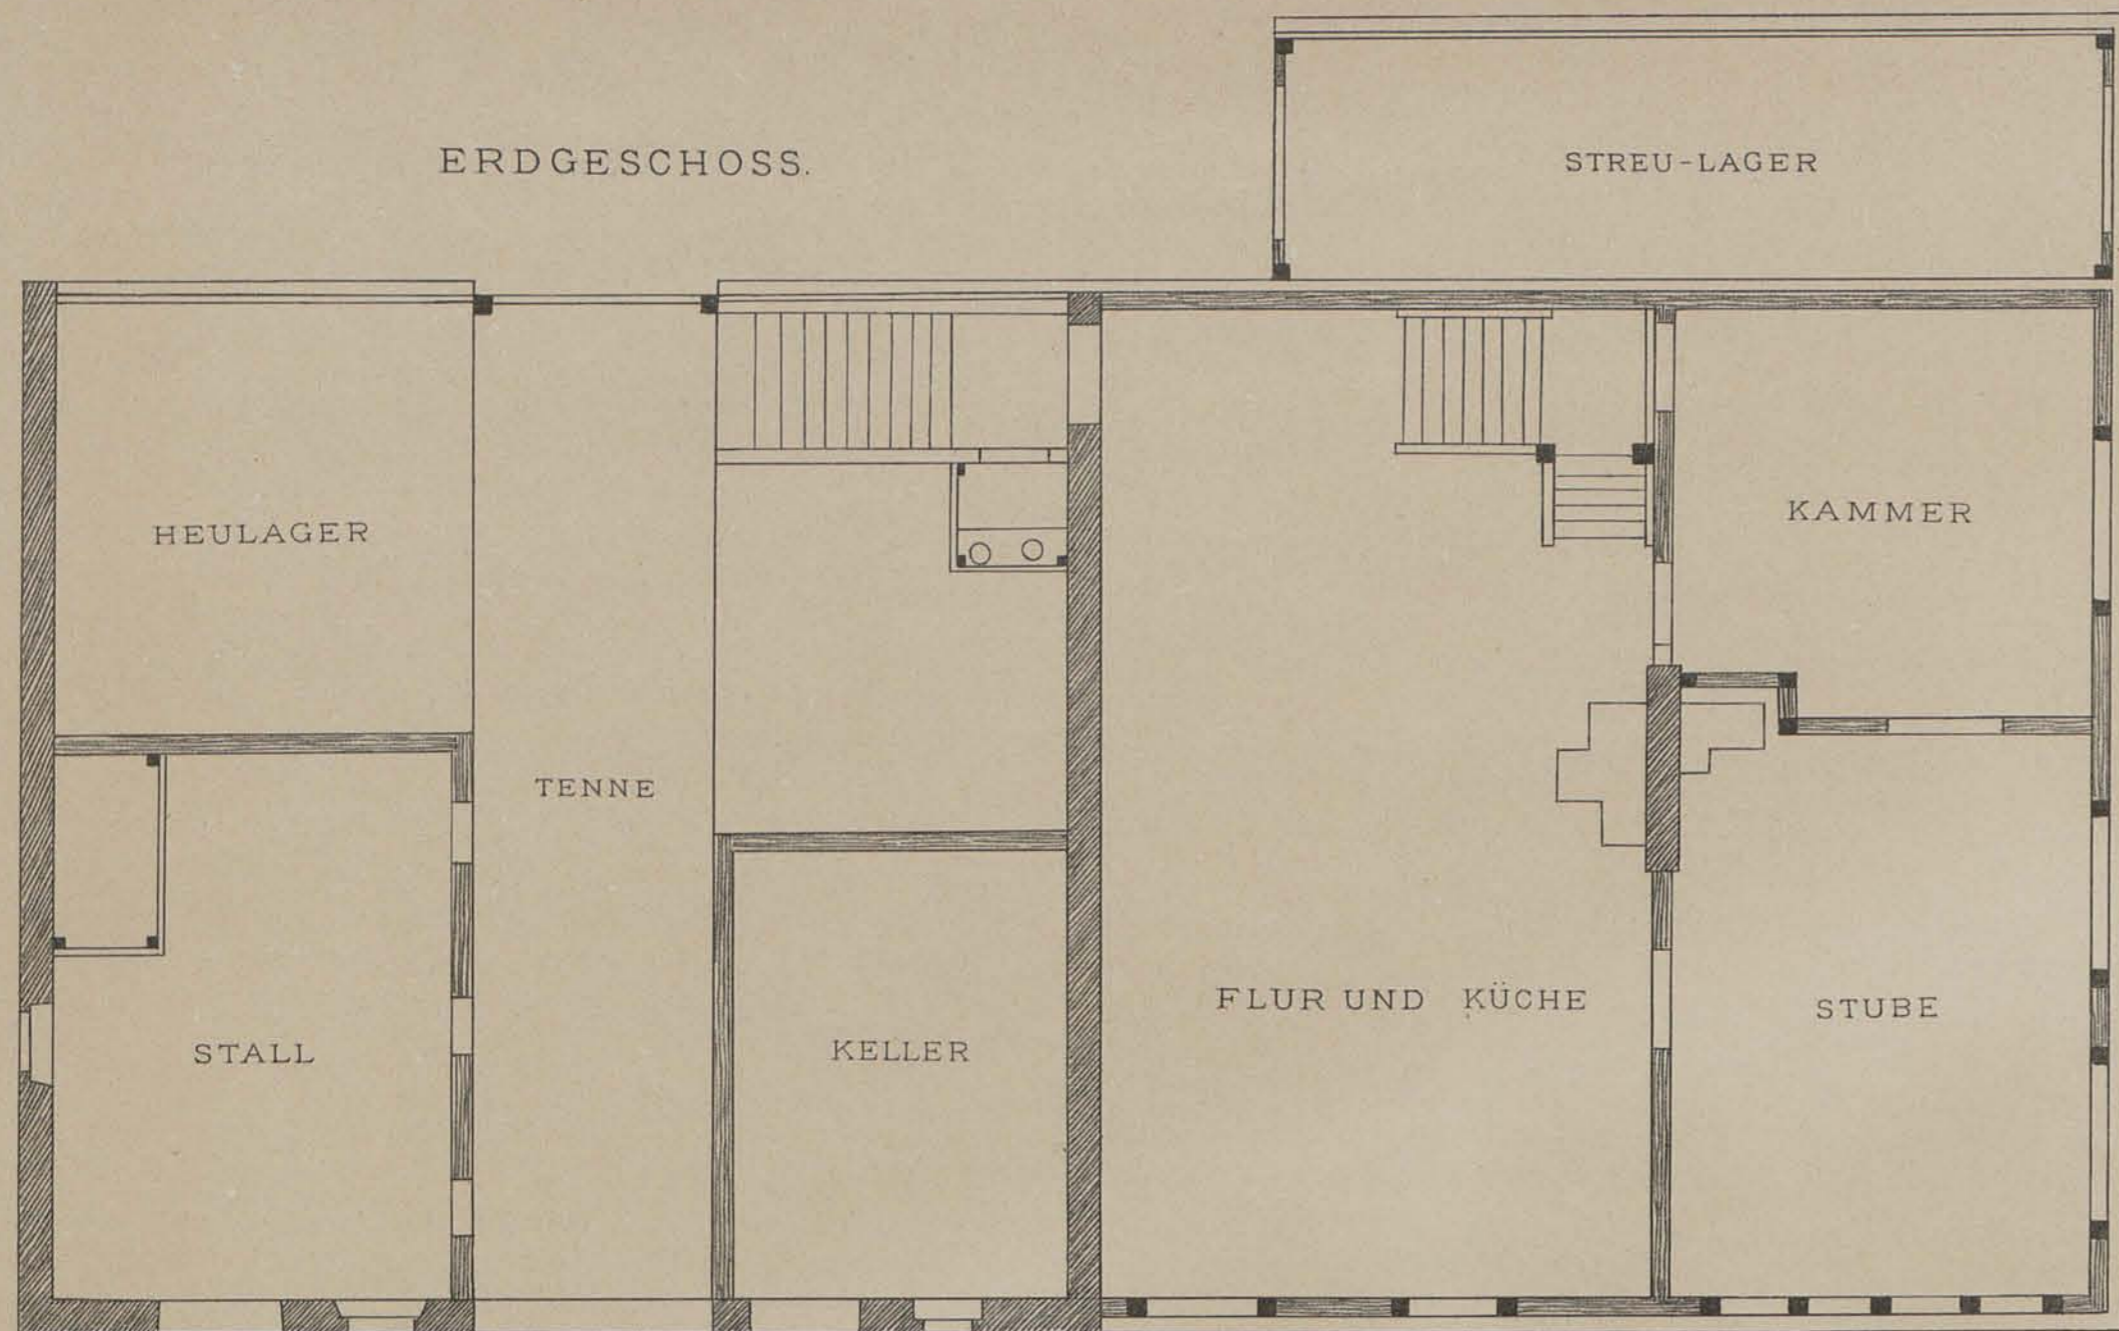 ERDGESCHOSS.
STREU-LAGER
HEULAGER
KAMMER
TENNE
FLUR UND KÜCHE
STUBE
STALL
KELLER